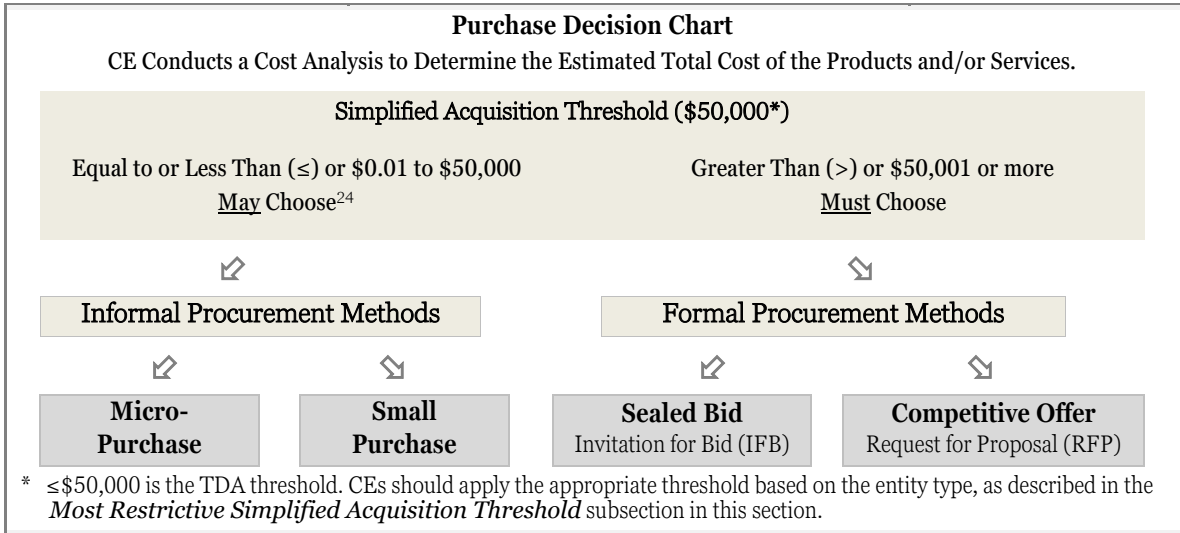 Purchase Decision Chart
CE Conducts a Cost Analysis to Determine the Estimated Total Cost of the Products and/or Services.
Simplified Acquisition Threshold ($50,000*)
Equal to or Less Than (≤) or $0.01 to $50,000
May Choose24
Greater Than (>) or $50,001 or more
Must Choose
Informal Procurement Methods
Formal Procurement Methods
Micro-
Purchase
Small
Purchase
Sealed Bid
Invitation for Bid (IFB)
Competitive Offer
Request for Proposal (RFP)
* ≤$50,000 is the TDA threshold. CEs should apply the appropriate threshold based on the entity type, as described in the
Most Restrictive Simplified Acquisition Threshold subsection in this section.